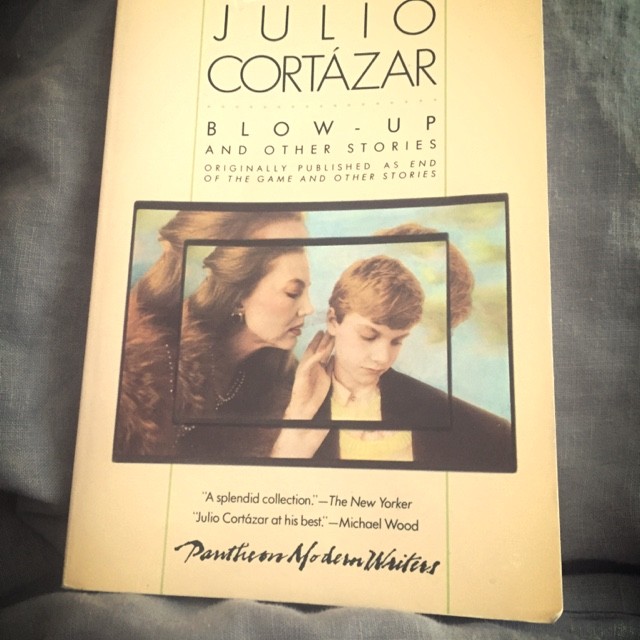 JULIO
CORTÁZAR
BLOW-UP
AND OTHER STORIES
ORIGINALLY PUBLISHED AS END
OF THE GAME AND OTHER STORIES
"A splendid collection."—The New Yorker
"Julio Cortázar at his best."—Michael Wood
Pantheon Modern Writers